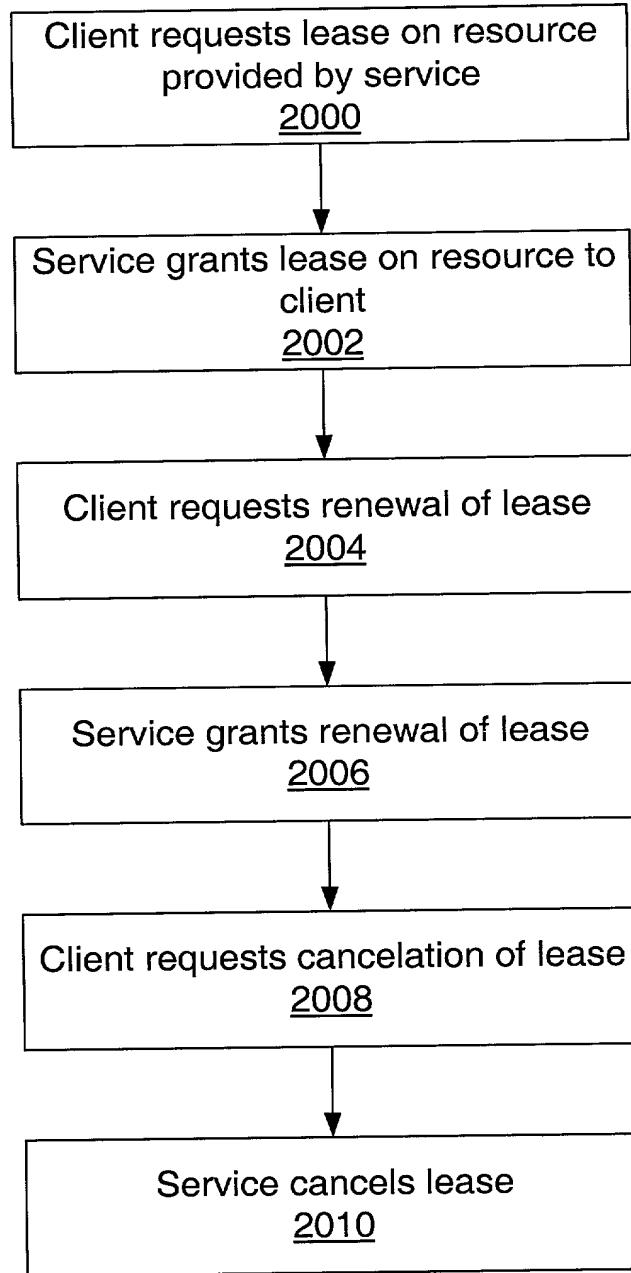 Client requests lease on resource
provided by service
2000
Service grants lease on resource to
client
2002
Client requests renewal of lease
2004
Service grants renewal of lease
2006
Client requests cancelation of lease
2008
Service cancels lease
2010